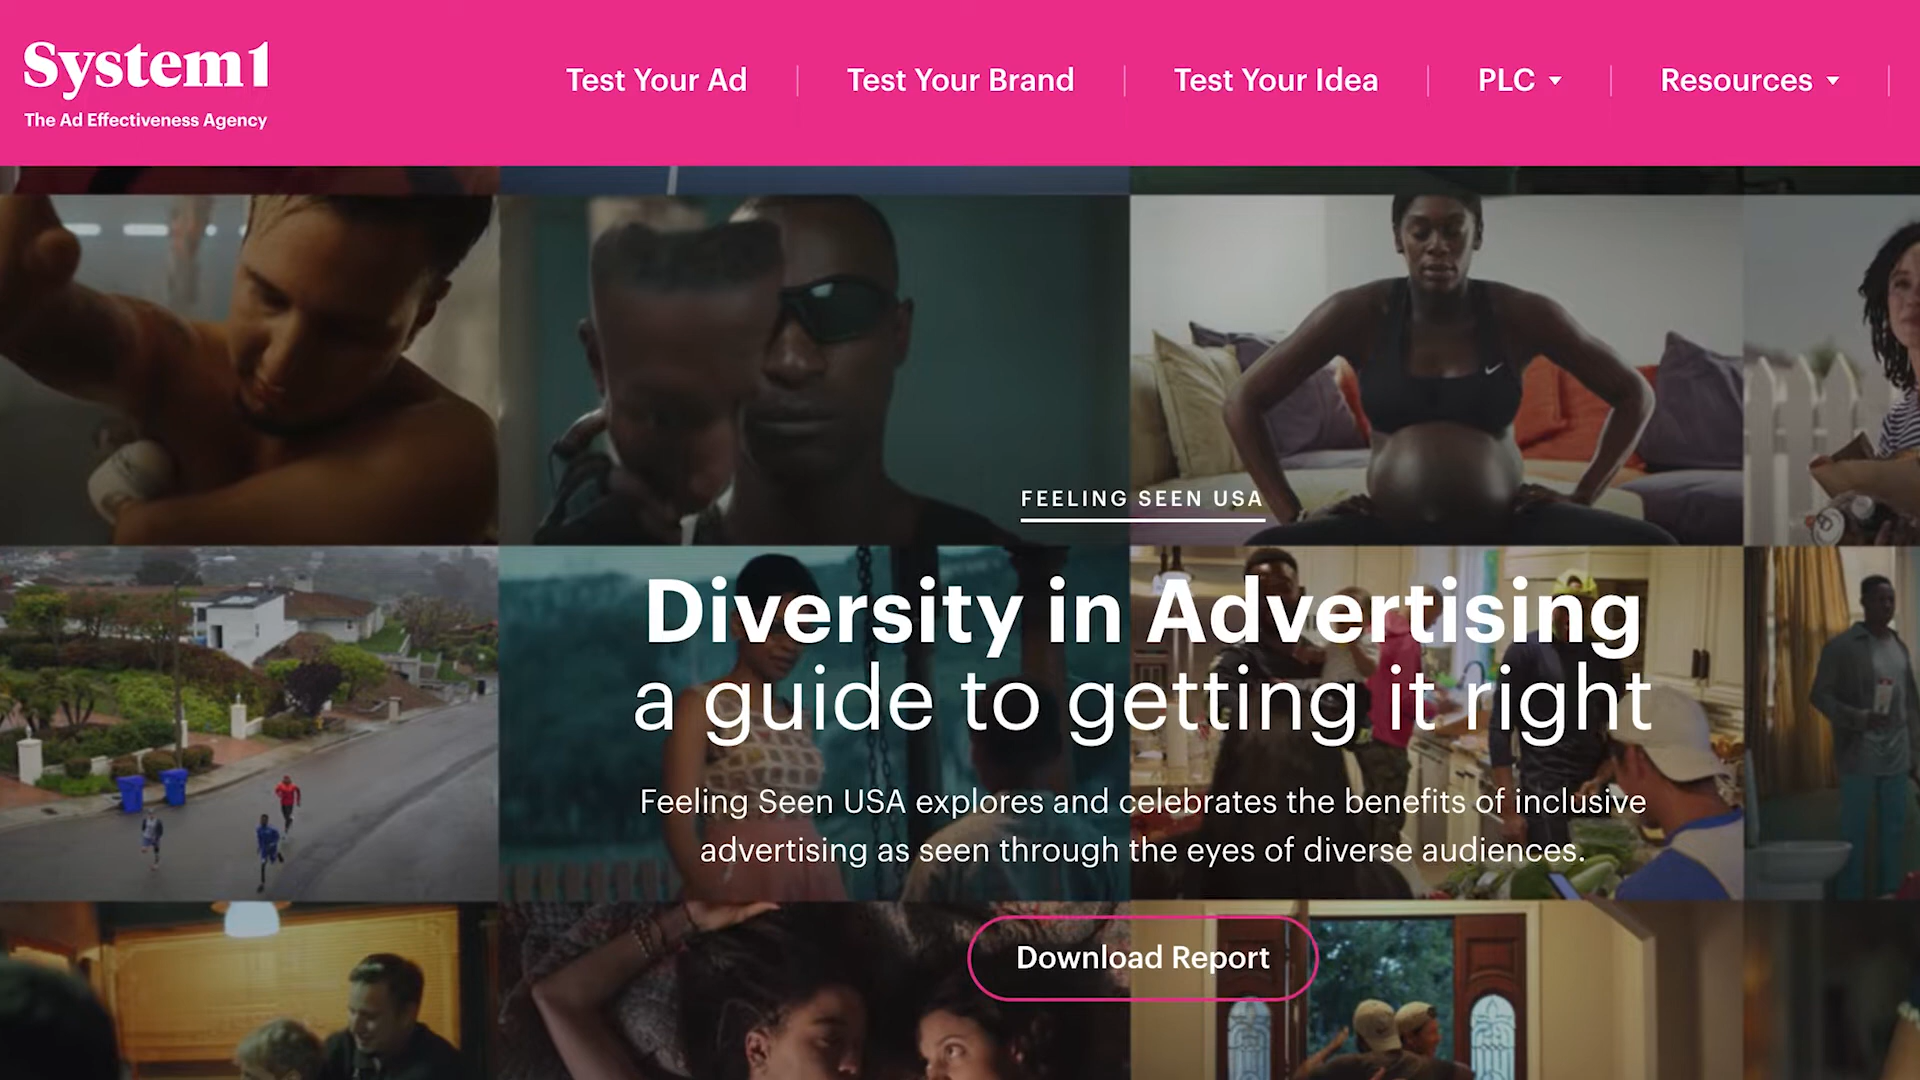 System1
The Ad Effectiveness Agency
Test Your Ad
Test Your Brand
Test Your Idea
PLC
Resources
FEELING SEEN USA
Diversity in Advertising
a guide to getting it right
Feeling Seen USA explores and celebrates the benefits of inclusive
advertising as seen through the eyes of diverse audiences.
Download Report